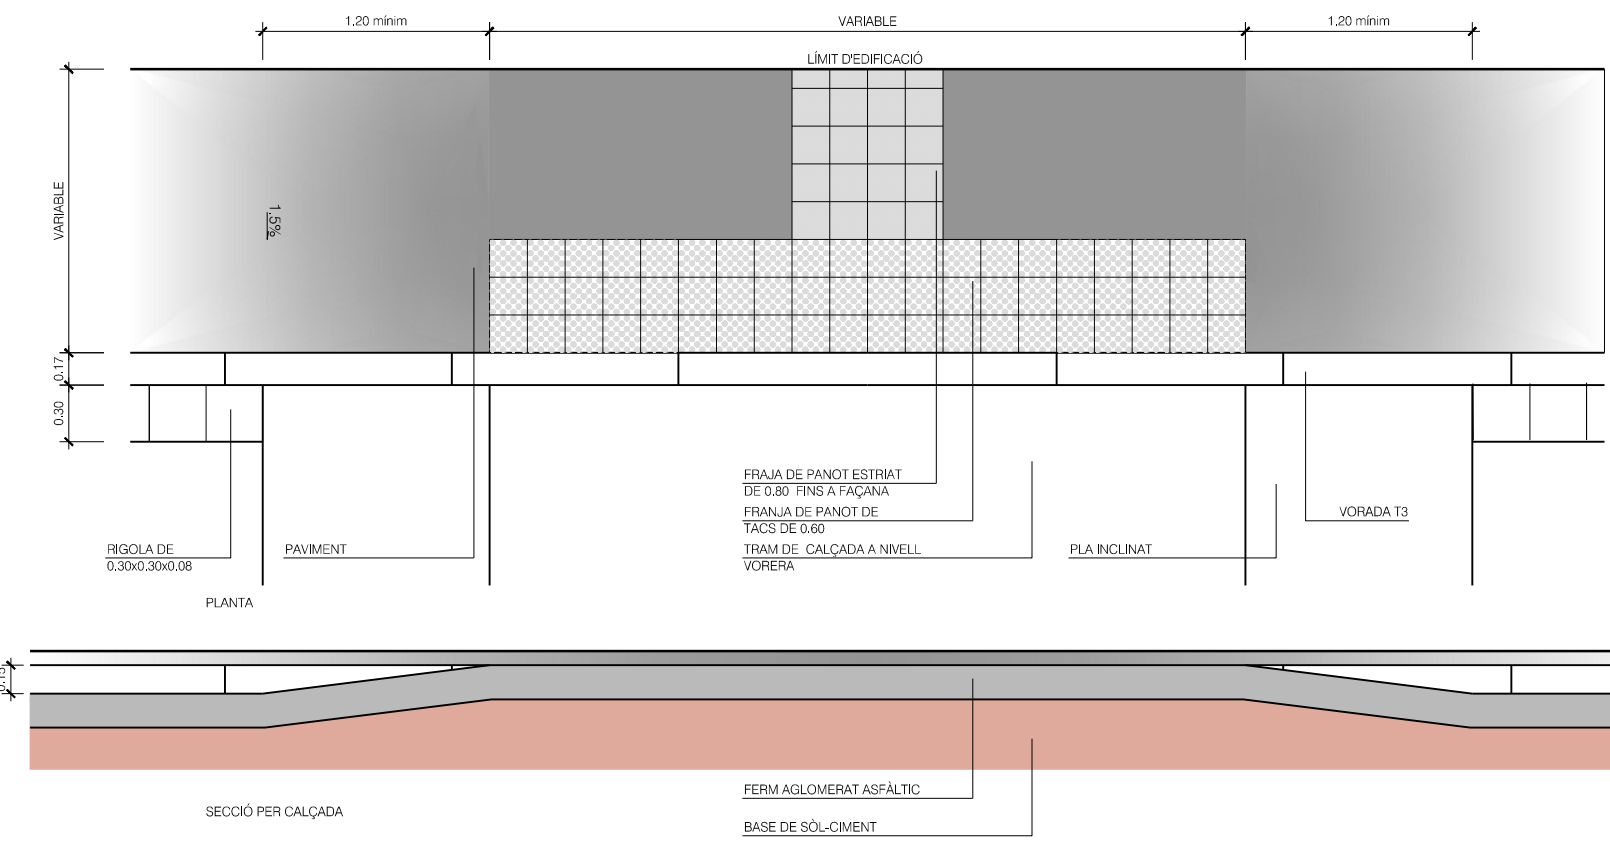 1.20 mínim
VARIABLE
1.20 mínim
LÍMIT D'EDIFICACIÓ
VARIABLE
1.5%
0.17
0.30
FRAJA DE PANOT ESTRIAT
DE 0.80 FINS A FAÇANA
FRANJA DE PANOT DE
TACS DE 0.60
TRAM DE CALÇADA A NIVELL
VORERA
VORADA T3
PLA INCLINAT
RIGOLA DE
0.30x0.30x0.08
PAVIMENT
PLANTA
0.15
FERM AGLOMERAT ASFÀLTIC
SECCIÓ PER CALÇADA
BASE DE SÒL-CIMENT